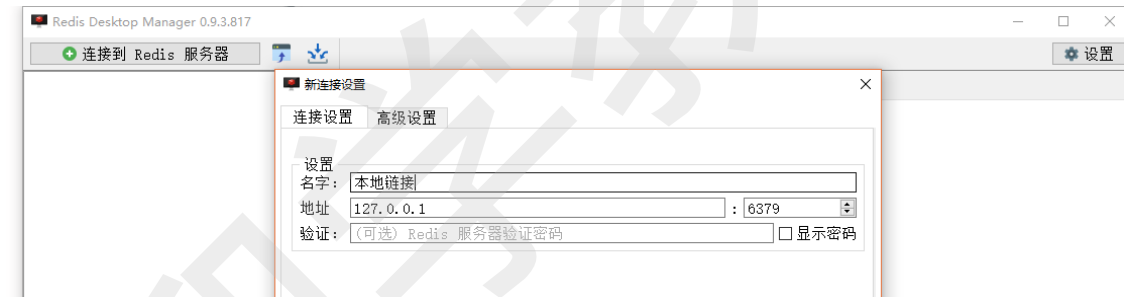 Redis Desktop Manager 0.9.3.817
连接到 Redis 服务器
设置
新连接设置
连接设置 高级设置
设置
名字: 本地链接
地址 127.0.0.1 : 6379
验证: (可选) Redis 服务器验证密码 显示密码